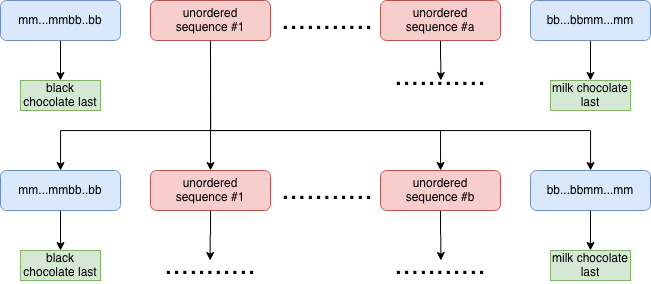 mm...mmbb..bb
unordered
sequence #1
unordered
sequence #a
bb...bbmm...mm
black
chocolate last
milk chocolate
last
mm...mmbb..bb
unordered
sequence #1
unordered
sequence #b
bb...bbmm...mm
black
chocolate last
milk chocolate
last